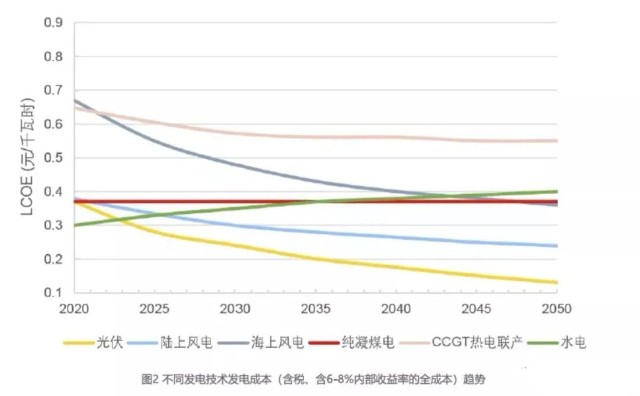 0.9
0.8
0.7
0.6
0.5
0.4
0.3
0.2
0.1
LCOE (元/千瓦时)
2020 2025 2030 2035 2040 2045 2050
光伏 陆上风电 海上风电 纯凝煤电 CCGT热电联产 水电
图2 不同发电技术发电成本（含税、含6-8%内部收益率的全成本）趋势